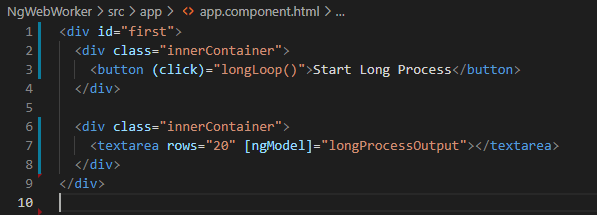 NgWebWorker > src > app > <> app.component.html > ...
1 <div id="first">
2 <div class="innerContainer">
3 <button (click)="longLoop()">Start Long Process</button>
4 </div>
5
6 <div class="innerContainer">
7 <textarea rows="20" [ngModel]="longProcessOutput"></textarea>
8 </div>
9 </div>
10